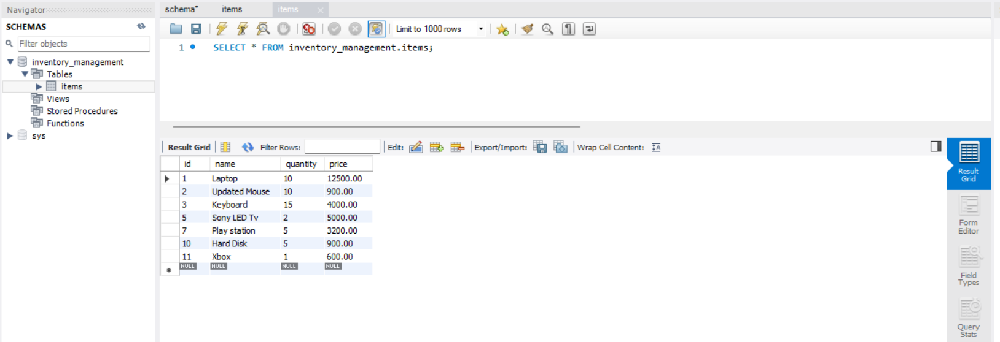 Navigator
SCHEMAS
Filter objects
inventory_management
Tables
items
Views
Stored Procedures
Functions
sys
schema*
items
items
Limit to 1000 rows
1 SELECT * FROM inventory_management.items;
Result Grid Filter Rows: Edit: Export/Import: Wrap Cell Content:
id name quantity price
1 Laptop 10 12500.00
2 Updated Mouse 10 900.00
3 Keyboard 15 4000.00
5 Sony LED Tv 2 5000.00
7 Play station 5 3200.00
10 Hard Disk 5 900.00
11 Xbox 1 600.00
NULL NULL NULL NULL
Result
Grid
Form
Editor
Field
Types
Query
Stats